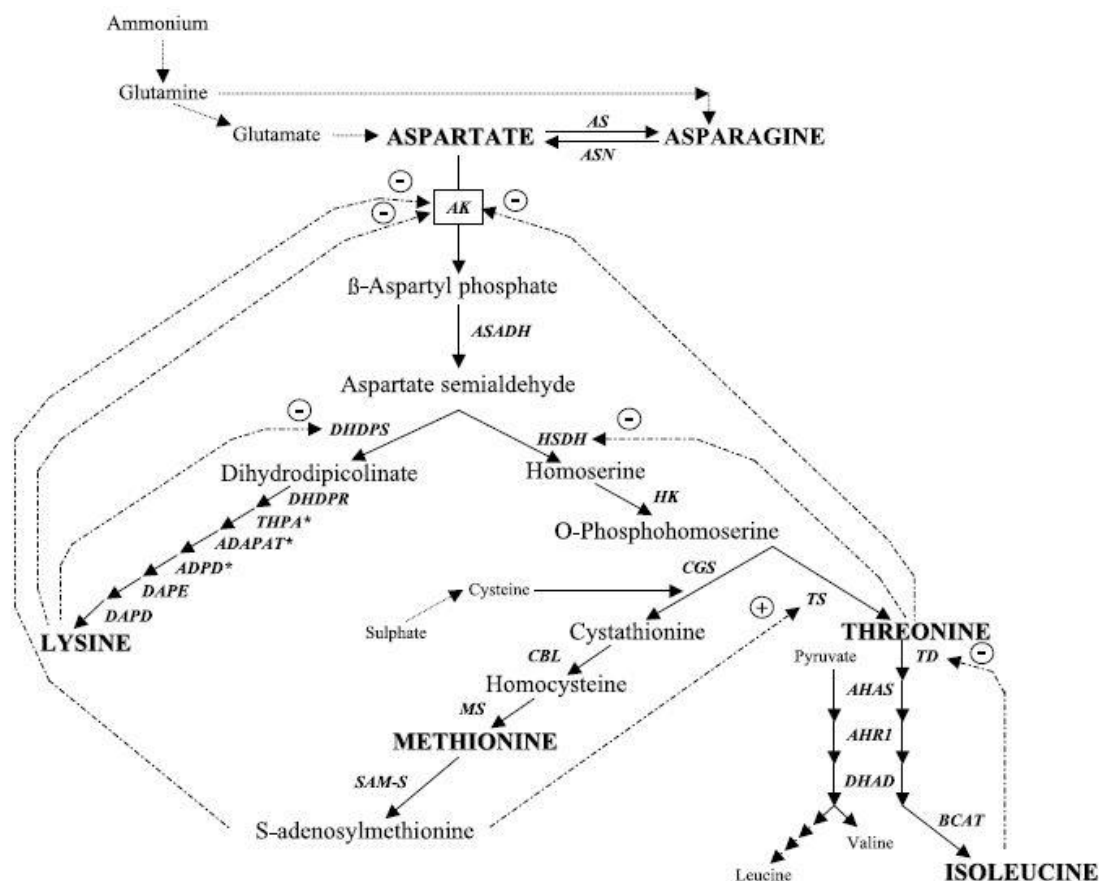 Ammonium
Glutamine
Glutamate
ASPARTATE
AS
ASN
ASPARAGINE
-
-
AK
-
ß-Aspartyl phosphate
ASADH
Aspartate semialdehyde
-
DHDPS
HSDH
-
Dihydrodipicolinate
Homoserine
DHDPR
HK
THPA*
ADAPAT*
O-Phosphohomoserine
ADPD*
CGS
DAPE
Cysteine
TS
DAPD
+
Sulphate
LYSINE
Cystathionine
THREONINE
CBL
Pyruvate
TD
-
Homocysteine
AHAS
MS
METHIONINE
AHR1
SAM-S
DHAD
S-adenosylmethionine
BCAT
Valine
Leucine
ISOLEUCINE